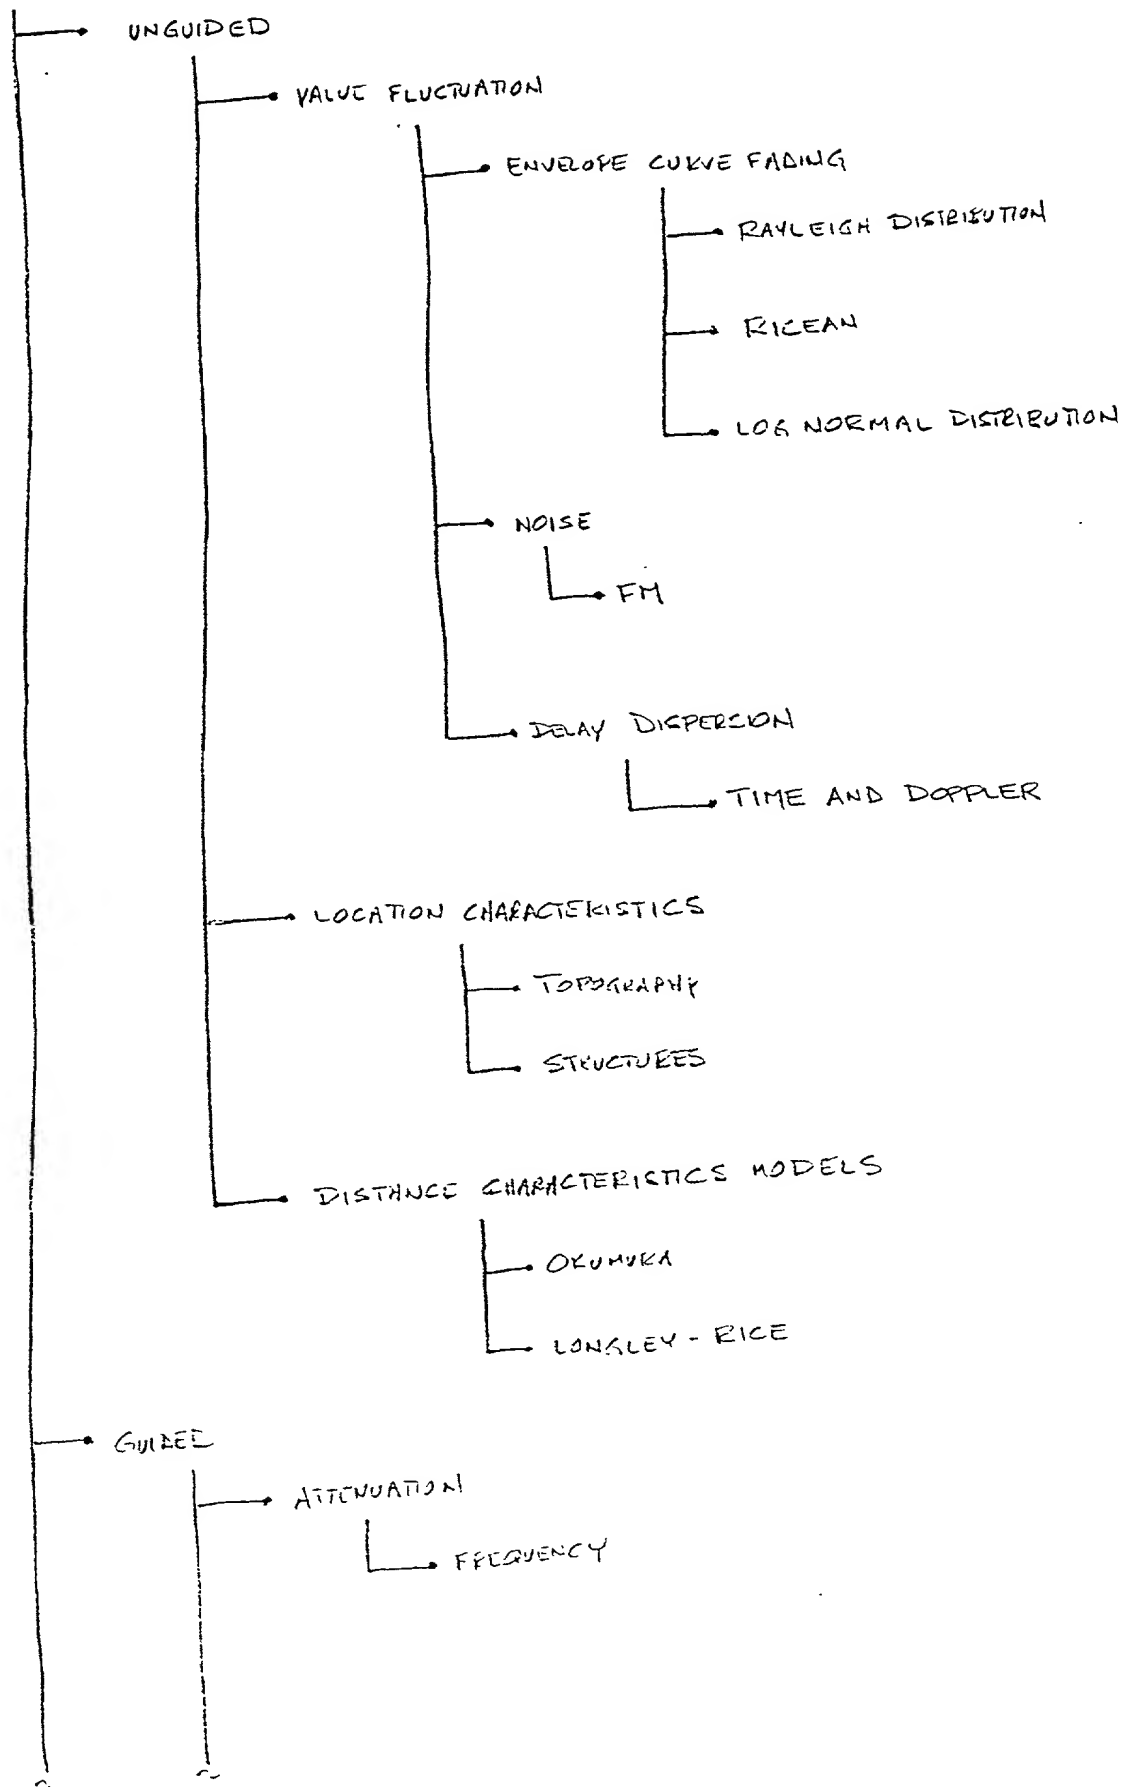 UNGUIDED
VALUE FLUCTUATION
ENVELOPE CURVE FADING
RAYLEIGH DISTRIBUTION
RICEAN
LOG NORMAL DISTRIBUTION
NOISE
FM
DELAY DISPERCION
TIME AND DOPPLER
LOCATION CHARACTERISTICS
TOPOGRAPHY
STRUCTURES
DISTANCE CHARACTERISTICS MODELS
OKUMURA
LONGLEY - RICE
GUIDED
ATTENUATION
FREQUENCY